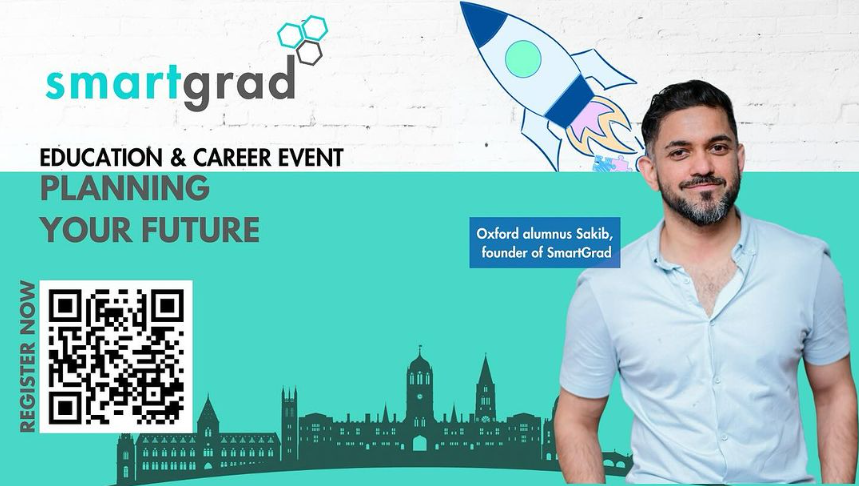 smartgrad
EDUCATION & CAREER EVENT
PLANNING
YOUR FUTURE
Oxford alumnus Sakib,
founder of SmartGrad
REGISTER NOW